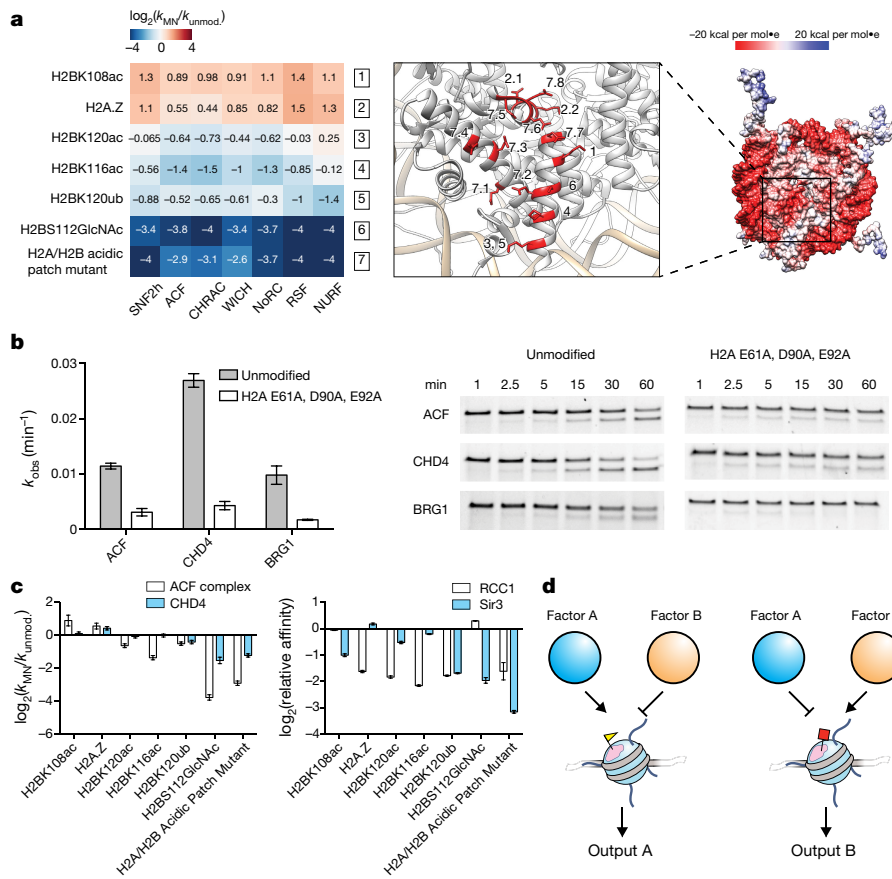 a
log2(kMN/kunmod.)
−4 0 4
H2BK108ac 1.3 0.89 0.98 0.91 1.1 1.4 1.1 1
H2A.Z 1.1 0.55 0.44 0.85 0.82 1.5 1.3 2
H2BK120ac −0.065 −0.64 −0.73 −0.44 −0.62 −0.03 0.25 3
H2BK116ac −0.56 −1.4 −1.5 −1 −1.3 −0.85 −0.12 4
H2BK120ub −0.88 −0.52 −0.65 −0.61 −0.3 −1 −1.4 5
H2BS112GlcNAc −3.4 −3.8 −4 −3.4 −3.7 −4 −4 6
H2A/H2B acidic
patch mutant −4 −2.9 −3.1 −2.6 −3.7 −4 −4 7
SNF2h ACF CHRAC WICH NoRC RSF NURF
2.1
7.8
7.5
2.2
7.6
7.4
7.7
7.3
1
7.2
7.1
6
4
3, 5
−20 kcal per mol•e 20 kcal per mol•e
b
kobs (min−1)
0.03
0.01
0.01
0
Unmodified
H2A E61A, D90A, E92A
ACF CHD4 BRG1
Unmodified H2A E61A, D90A, E92A
min 1 2.5 5 15 30 60 1 2.5 5 15 30 60
ACF
CHD4
BRG1
c
ACF complex
CHD4
log2(kMN/kunmod.)
2
0
−2
−4
−6
H2BK108ac
H2A.Z
H2BK120ac
H2BK116ac
H2BK120ub
H2BS112GlcNAc
H2A/H2B Acidic Patch Mutant
RCC1
Sir3
log2(relative affinity)
1
0
−1
−2
−3
−4
H2BK108ac
H2A.Z
H2BK120ac
H2BK116ac
H2BK120ub
H2BS112GlcNAc
H2A/H2B Acidic Patch Mutant
d
Factor A Factor B Factor A Factor
Output A Output B